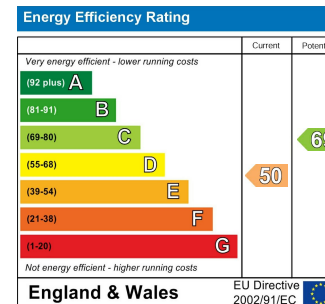 Energy Efficiency Rating
Current
Very energy efficient - lower running costs
(92 plus) A
(81-91) B
(69-80) C
(55-68) D
(39-54) E
(21-38) F
(1-20) G
50
Not energy efficient - higher running costs
England & Wales
EU Directive
2002/91/EC